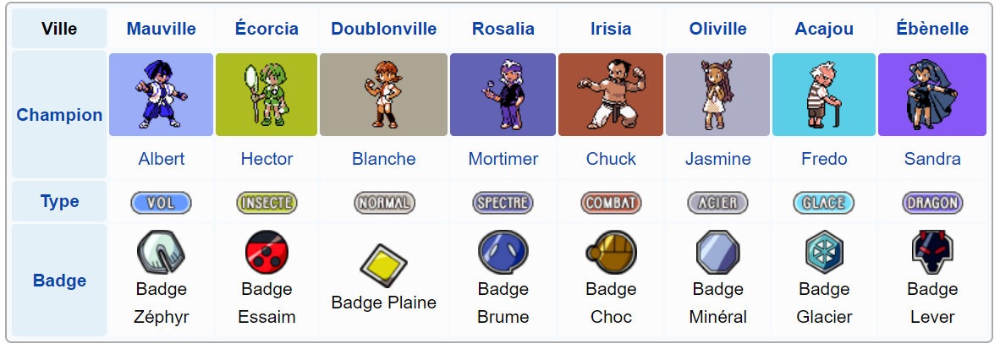 Ville Mauville Écorcia Doublonville Rosalia Irisia Oliville Acajou Ébènelle
Champion
Albert Hector Blanche Mortimer Chuck Jasmine Fredo Sandra
Type VOL INSECTE NORMAL SPECTRE COMBAT ACIER GLACE DRAGON
Badge
Badge Zéphyr
Badge Essaim
Badge Plaine
Badge Brume
Badge Choc
Badge Minéral
Badge Glacier
Badge Lever